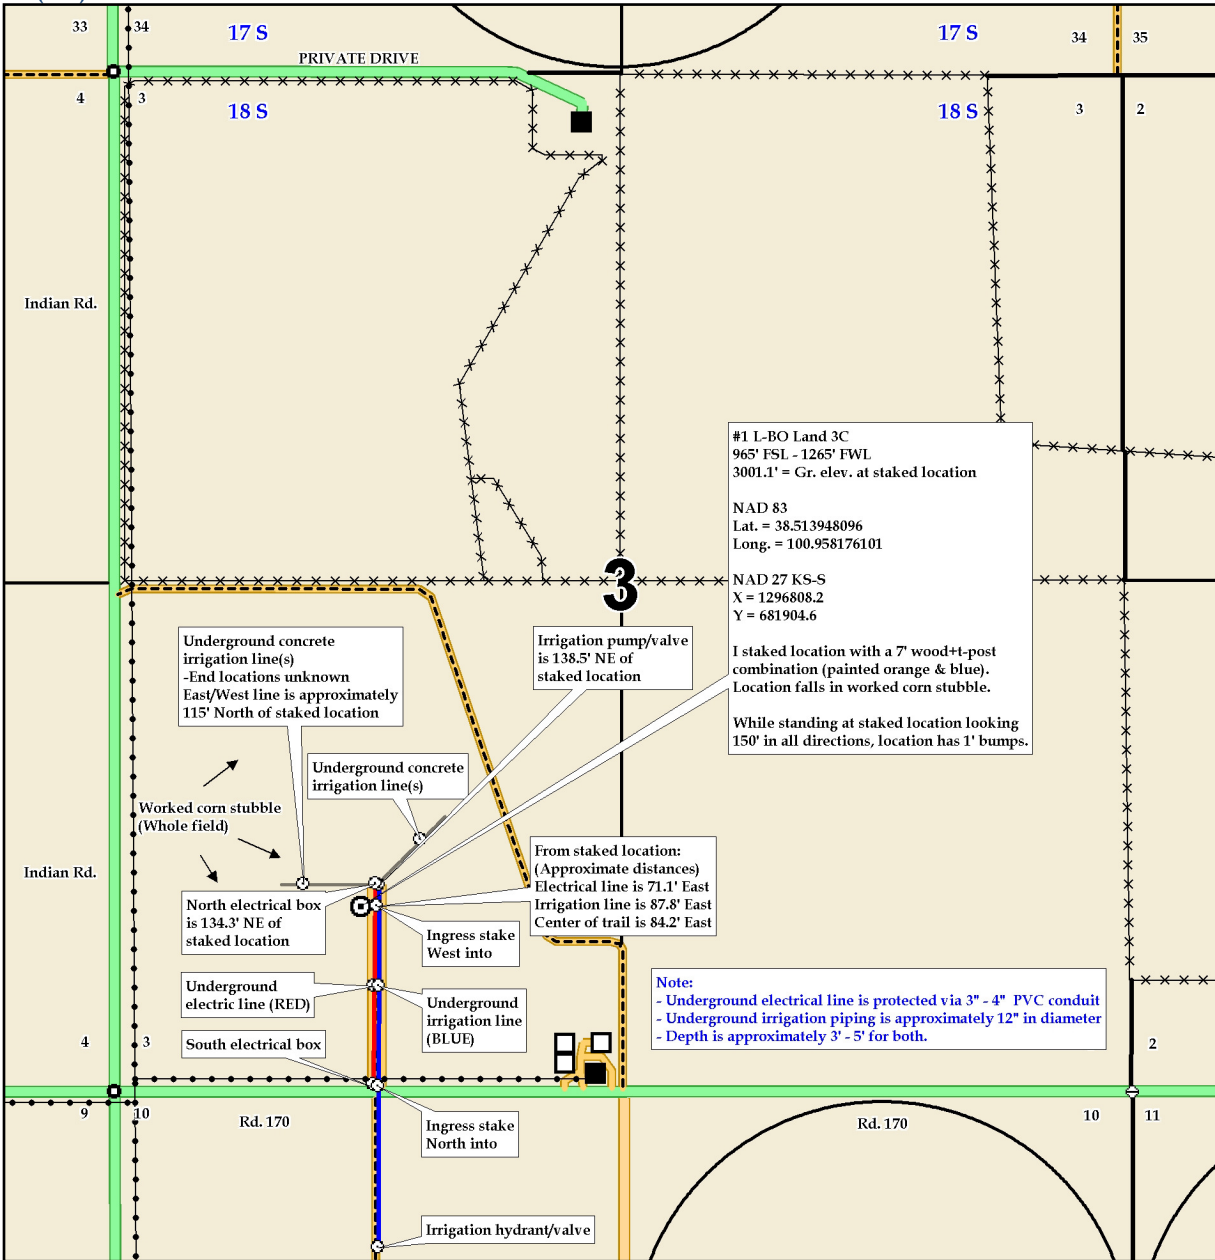 33
34
17 S
17 S
34
35
PRIVATE DRIVE
4
3
18 S
18 S
3
2
Indian Rd.
#1 L-BO Land 3C
965' FSL - 1265' FWL
3001.1' = Gr. elev. at staked location
NAD 83
Lat. = 38.513948096
Long. = 100.958176101
NAD 27 KS-S
X = 1296808.2
Y = 681904.6
I staked location with a 7' wood+t-post
combination (painted orange & blue).
Location falls in worked corn stubble.
While standing at staked location looking
150' in all directions, location has 1' bumps.
3
Underground concrete
irrigation line(s)
-End locations unknown
East/West line is approximately
115' North of staked location
Irrigation pump/valve
is 138.5' NE of
staked location
Underground concrete
irrigation line(s)
Worked corn stubble
(Whole field)
Indian Rd.
From staked location:
(Approximate distances)
Electrical line is 71.1' East
Irrigation line is 87.8' East
Center of trail is 84.2' East
North electrical box
is 134.3' NE of
staked location
Ingress stake
West into
Underground
electric line (RED)
Underground
irrigation line
(BLUE)
Note:
- Underground electrical line is protected via 3" - 4" PVC conduit
- Underground irrigation piping is approximately 12" in diameter
- Depth is approximately 3' - 5' for both.
4
3
South electrical box
2
9
10
Rd. 170
Ingress stake
North into
Rd. 170
10
11
Irrigation hydrant/valve